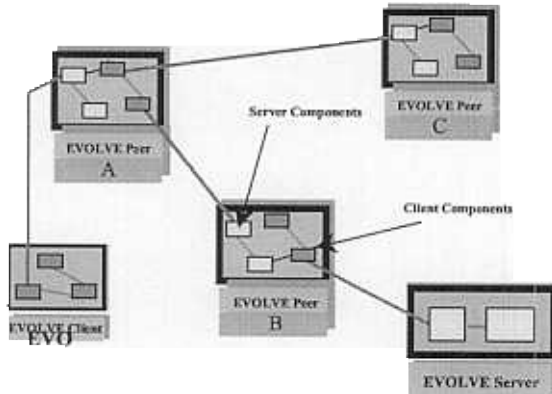 EVOLVE Peer
A
EVOLVE Peer
C
Server Components
Client Components
EVOLVE Peer
B
EVOLVE Client
EVO
EVOLVE Server